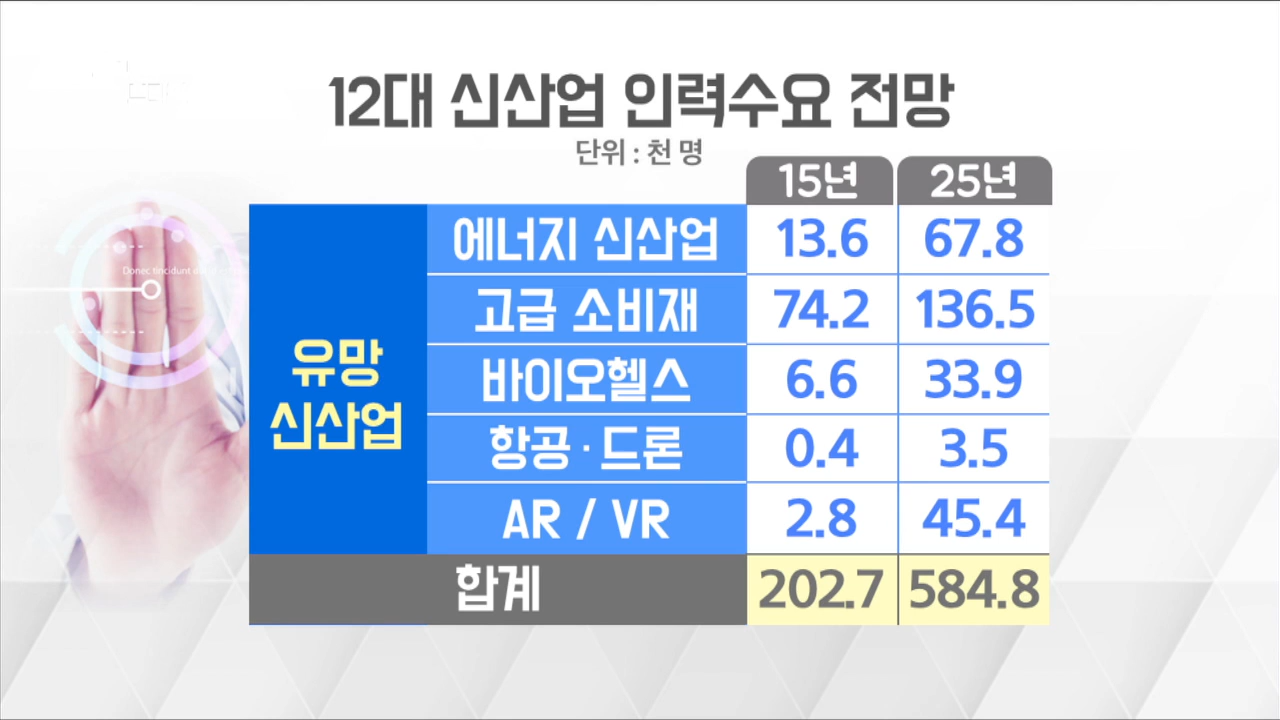 12대 신산업 인력수요 전망
단위 : 천 명
15년 25년
Donec tincidunt
유망
신산업
에너지 신산업 13.6 67.8
고급 소비재 74.2 136.5
바이오헬스 6.6 33.9
항공·드론 0.4 3.5
AR / VR 2.8 45.4
합계 202.7 584.8